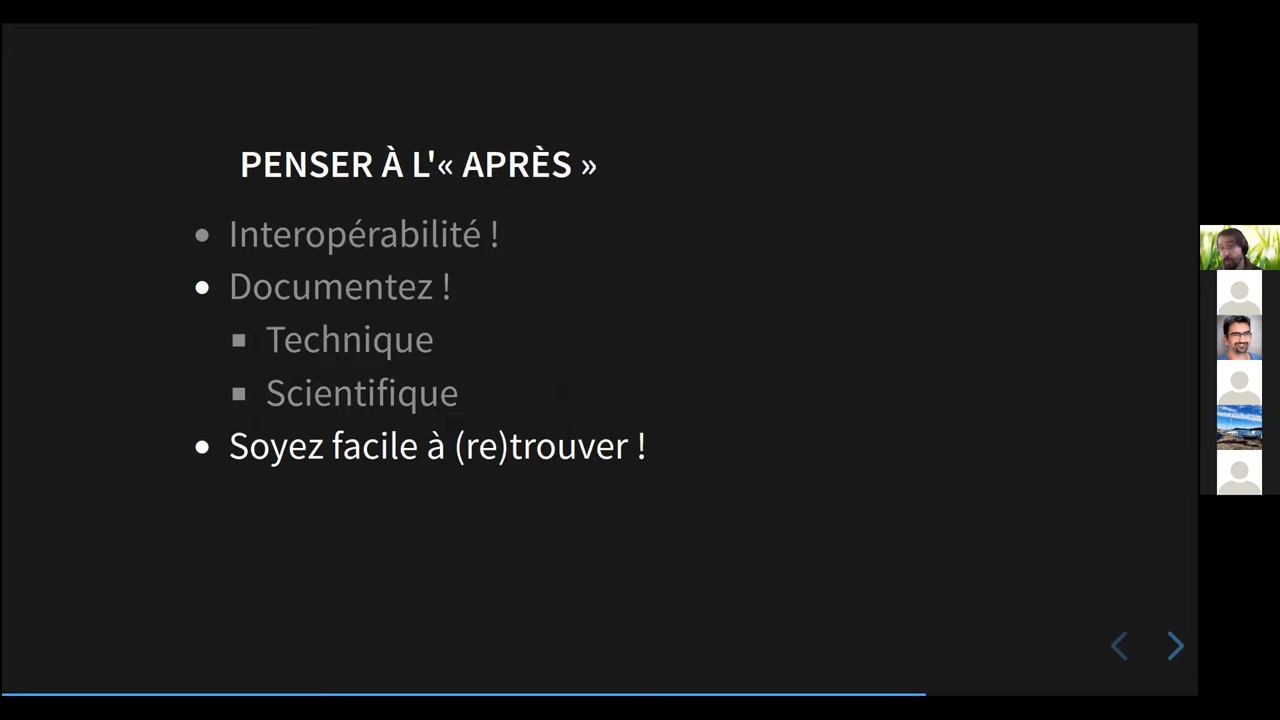 PENSER À L'« APRÈS »
Interopérabilité !
Documentez !
Technique
Scientifique
Soyez facile à (re)trouver !